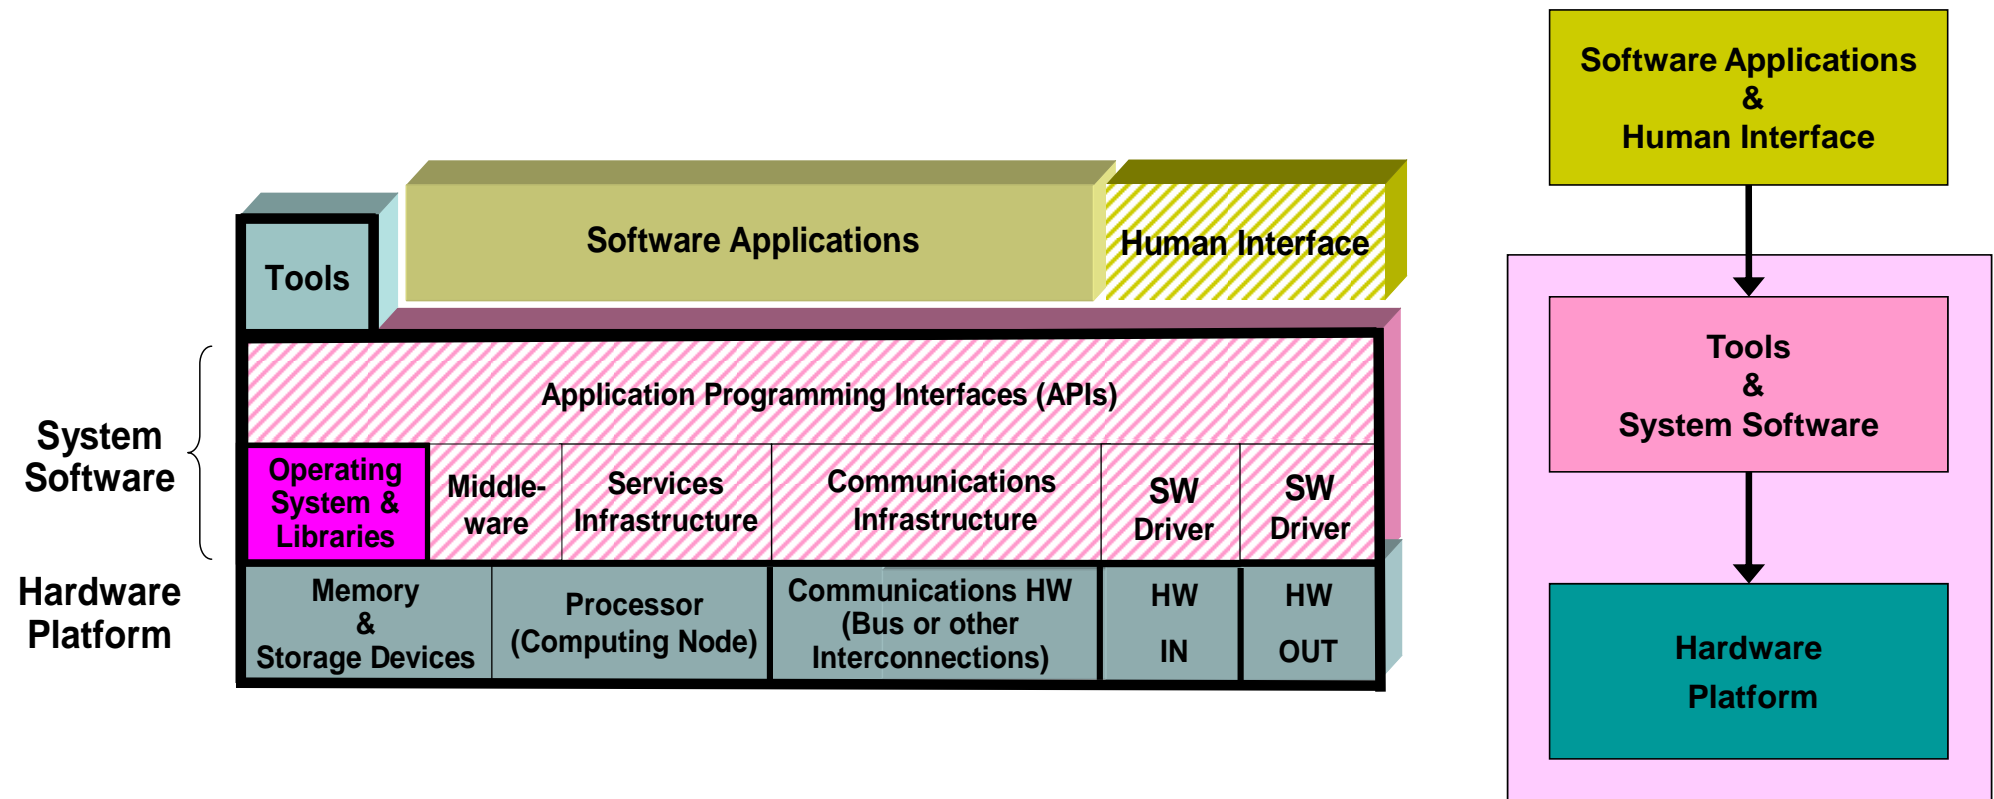 Software Applications
&
Human Interface
Tools
Software Applications
Human Interface
System
Software
Application Programming Interfaces (APIs)
Operating
System &
Libraries
Middle-
ware
Services
Infrastructure
Communications
Infrastructure
SW
Driver
SW
Driver
Hardware
Platform
Memory
&
Storage Devices
Processor
(Computing Node)
Communications HW
(Bus or other
Interconnections)
HW
IN
HW
OUT
Tools
&
System Software
Hardware
Platform